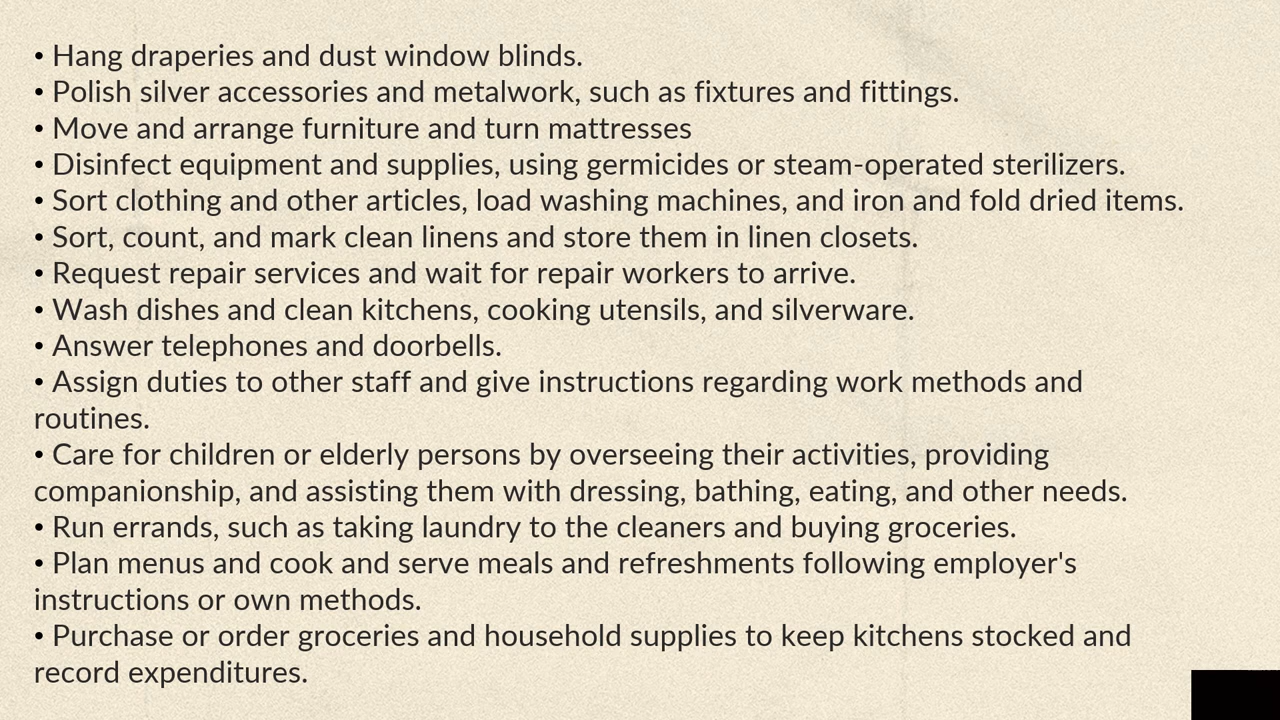 • Hang draperies and dust window blinds.
• Polish silver accessories and metalwork, such as fixtures and fittings.
• Move and arrange furniture and turn mattresses
• Disinfect equipment and supplies, using germicides or steam-operated sterilizers.
• Sort clothing and other articles, load washing machines, and iron and fold dried items.
• Sort, count, and mark clean linens and store them in linen closets.
• Request repair services and wait for repair workers to arrive.
• Wash dishes and clean kitchens, cooking utensils, and silverware.
• Answer telephones and doorbells.
• Assign duties to other staff and give instructions regarding work methods and
routines.
• Care for children or elderly persons by overseeing their activities, providing
companionship, and assisting them with dressing, bathing, eating, and other needs.
• Run errands, such as taking laundry to the cleaners and buying groceries.
• Plan menus and cook and serve meals and refreshments following employer's
instructions or own methods.
• Purchase or order groceries and household supplies to keep kitchens stocked and
record expenditures.